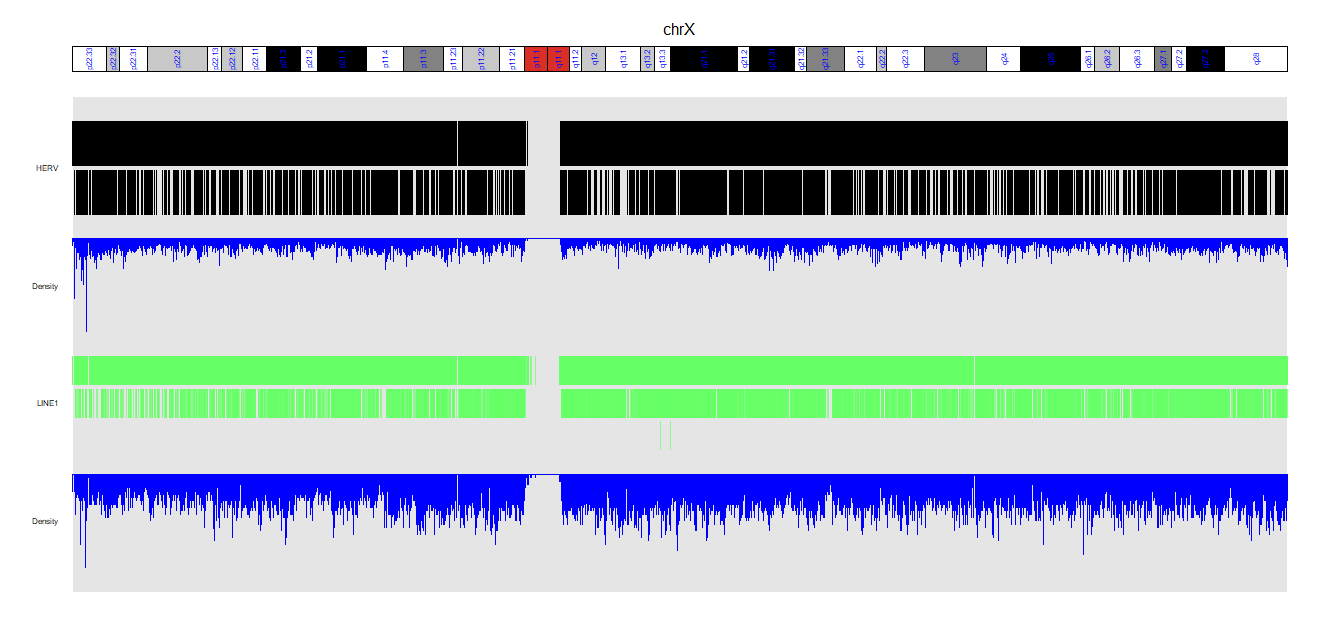 chrX
p22.33
p22.32
p22.31
p22.2
p22.13
p22.12
p22.11
p21.3
p21.2
p21.1
p11.4
p11.3
p11.23
p11.22
p11.21
p11.1
q11.1
q11.2
q12
q13.1
q13.2
q13.3
q21.1
q21.2
q21.31
q21.32
q21.33
q22.1
q22.2
q22.3
q23
q24
q25
q26.1
q26.2
q26.3
q27.1
q27.2
q27.3
q28
HERV
Density
LINE1
Density